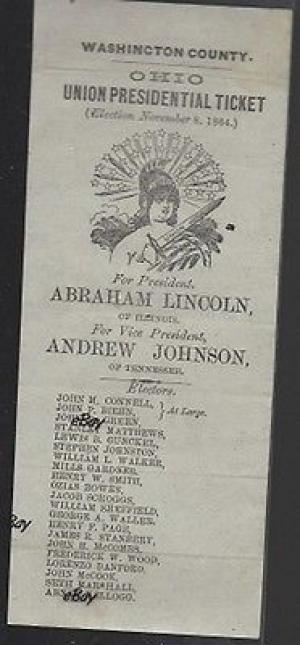 WASHINGTON COUNTY.
OHIO
UNION PRESIDENTIAL TICKET
(Election November 8, 1864.)
For President,
ABRAHAM LINCOLN,
OF ILLINOIS.
For Vice President,
ANDREW JOHNSON,
OF TENNESSEE.
Electors.
JOHN M. CONNELL,
JOHN P. BIEHN, } At Large.
GREEN,
eBay
STANLEY MATTHEWS,
LEWIS B. GUNCKEL,
STEPHEN JOHNSTON,
WILLIAM L. WALKER,
MILLS GARDNER,
HENRY W. SMITH,
OZIAS BOWEN,
JACOB SCROGGS,
WILLIAM SHEFFIELD,
GEORGE A. WALLER,
HENRY F. PAGE,
eBay
JAMES R. STANBERY,
JOHN H. McCOMBS,
FREDERICK W. WOOD,
LORENZO DANFORD,
JOHN McCOOK,
SETH MARSHALL,
eBay